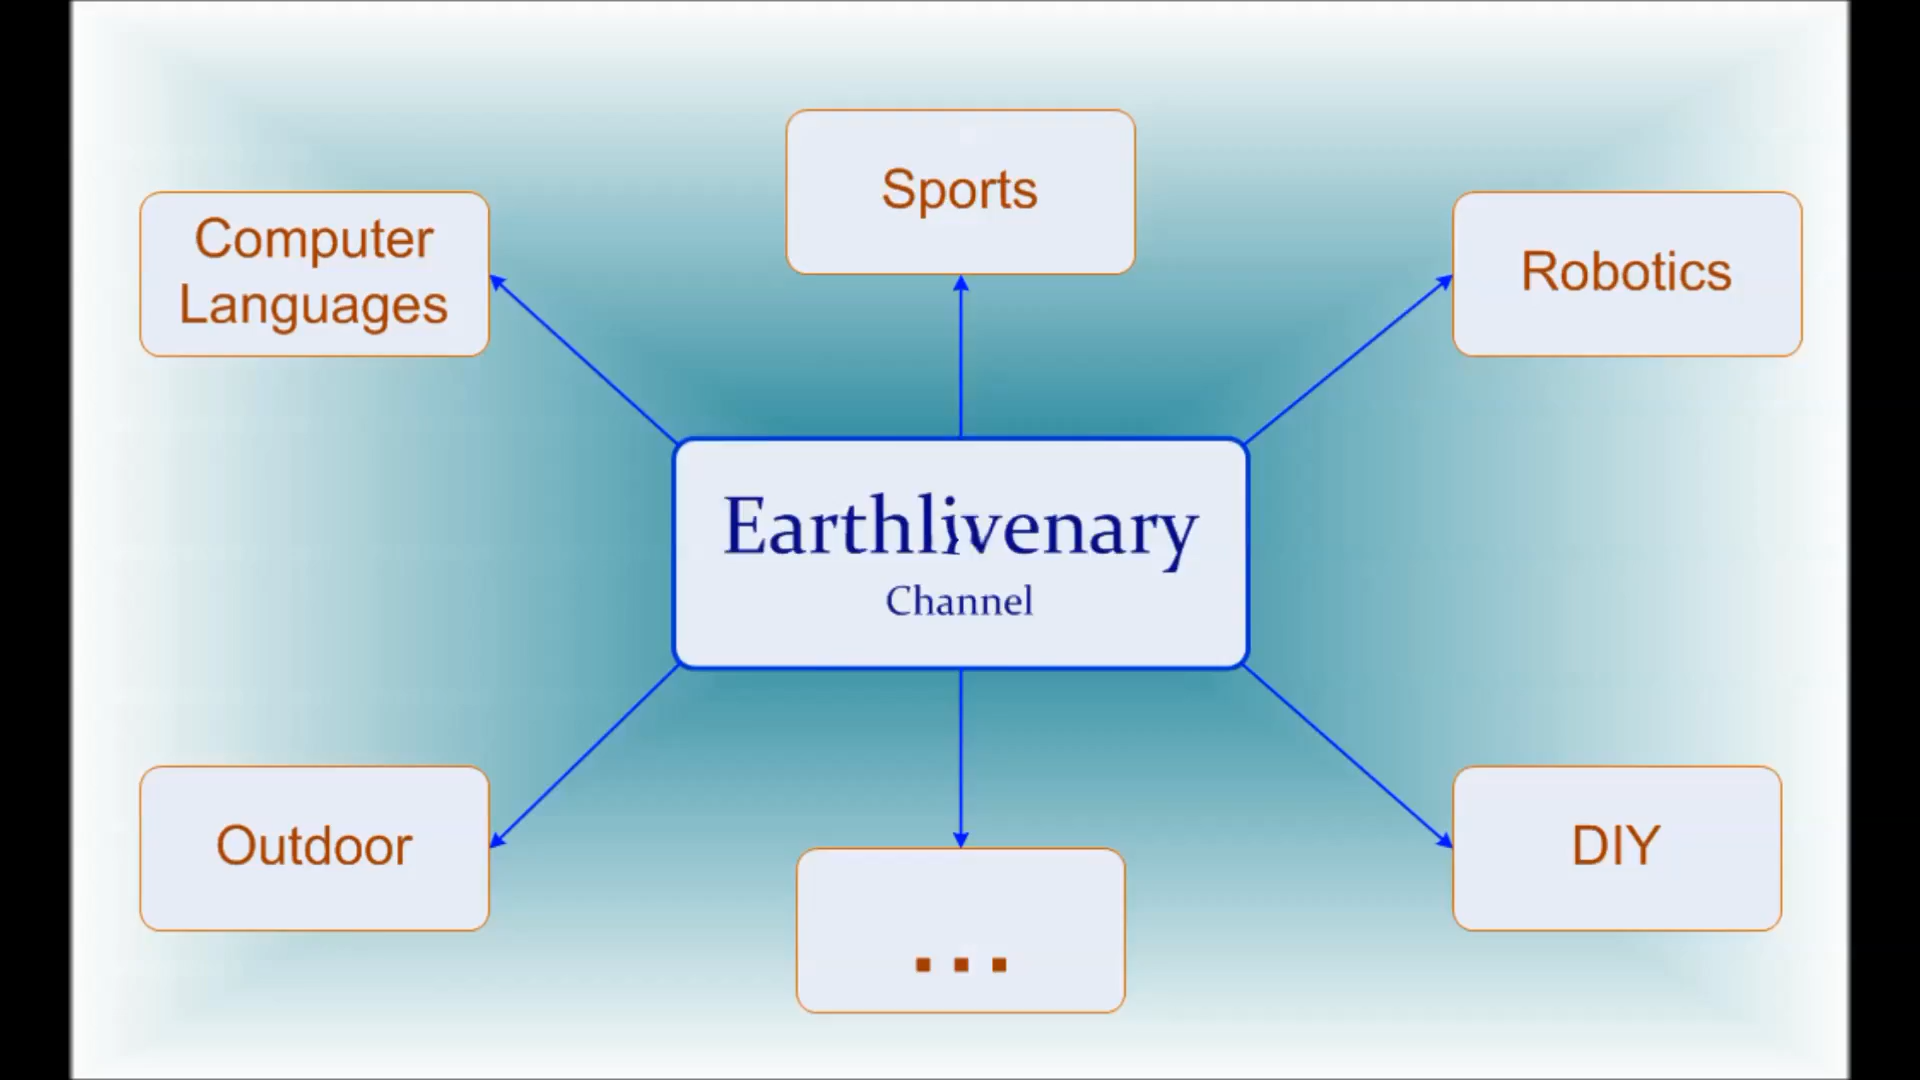 Sports
Computer
Languages
Robotics
Earthlivenary
Channel
Outdoor
DIY
...